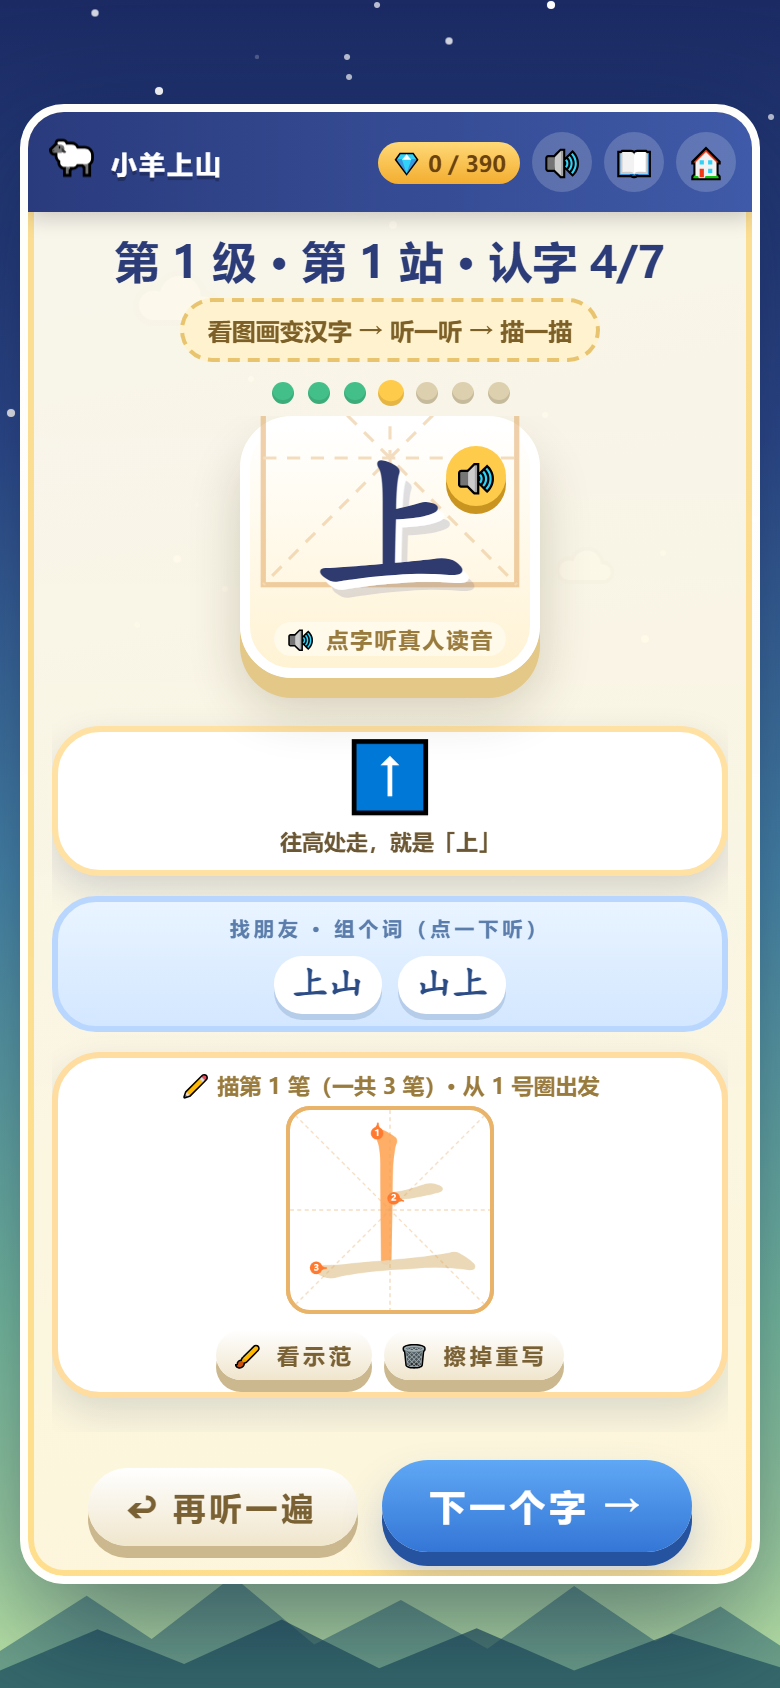 小羊上山
0 / 390
第 1 级 · 第 1 站 · 认字 4/7
看图画变汉字 → 听一听 → 描一描
上
点字听真人读音
↑
往高处走，就是「上」
找朋友 · 组个词（点一下听）
上山 山上
描第 1 笔（一共 3 笔）· 从 1 号圈出发
1
2
3
看示范 擦掉重写
再听一遍 下一个字 →